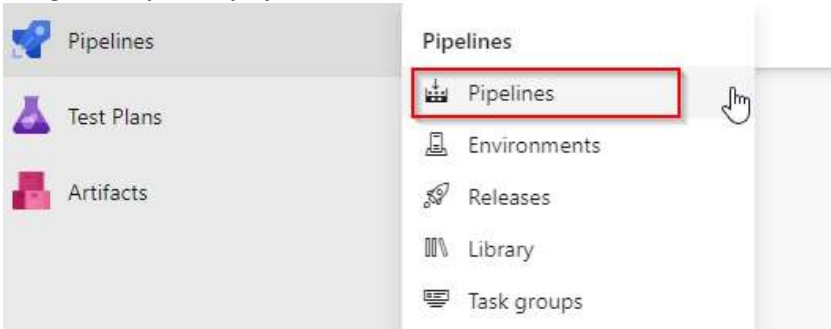 Pipelines
Test Plans
Artifacts
Pipelines
Pipelines
Environments
Releases
Library
Task groups